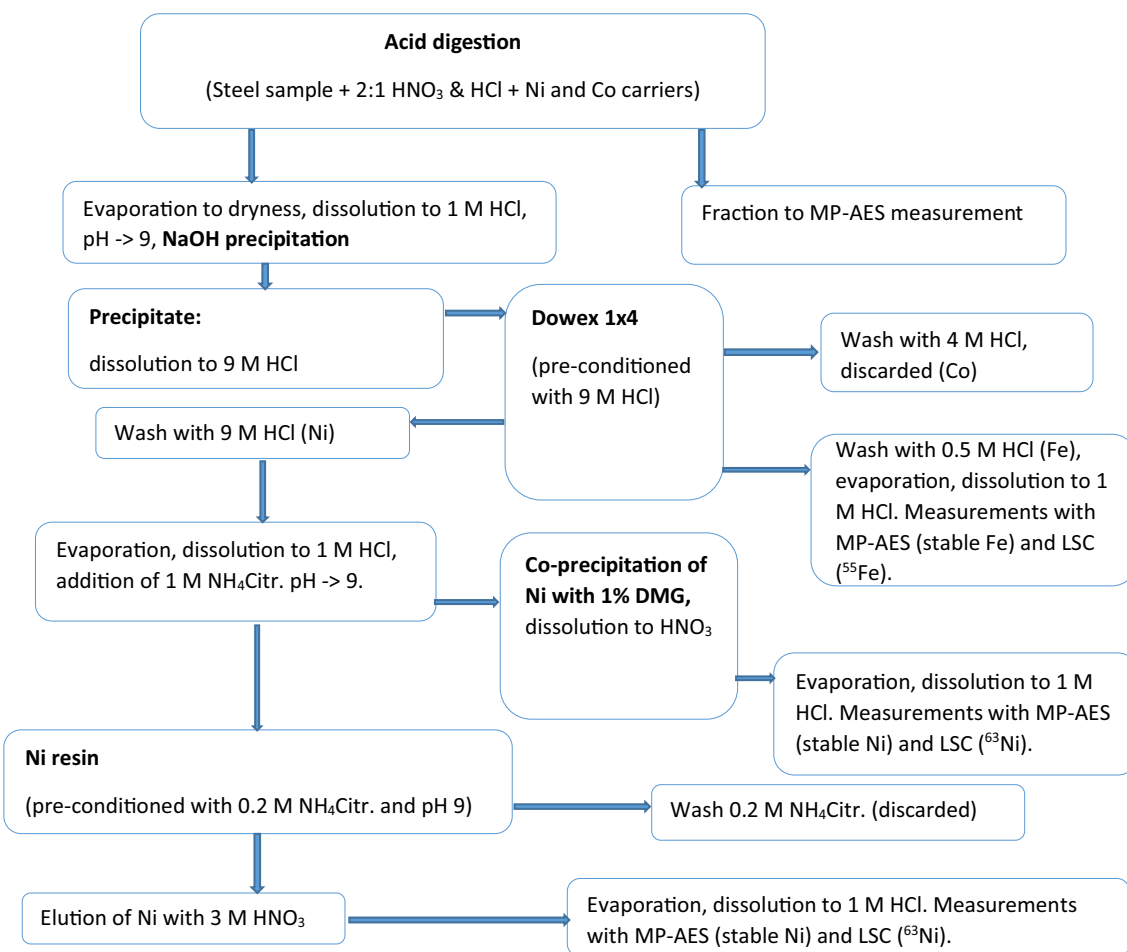 Acid digestion
(Steel sample + 2:1 HNO₃ & HCl + Ni and Co carriers)
Evaporation to dryness, dissolution to 1 M HCl,
pH -> 9, NaOH precipitation
Fraction to MP-AES measurement
Precipitate:
dissolution to 9 M HCl
Dowex 1x4
(pre-conditioned
with 9 M HCl)
Wash with 4 M HCl,
discarded (Co)
Wash with 9 M HCl (Ni)
Wash with 0.5 M HCl (Fe),
evaporation, dissolution to 1
M HCl. Measurements with
MP-AES (stable Fe) and LSC
(⁵⁵Fe).
Evaporation, dissolution to 1 M HCl,
addition of 1 M NH₄Citr. pH -> 9.
Co-precipitation of
Ni with 1% DMG,
dissolution to HNO₃
Evaporation, dissolution to 1 M
HCl. Measurements with MP-AES
(stable Ni) and LSC (⁶³Ni).
Ni resin
(pre-conditioned with 0.2 M NH₄Citr. and pH 9)
Wash 0.2 M NH₄Citr. (discarded)
Elution of Ni with 3 M HNO₃
Evaporation, dissolution to 1 M HCl. Measurements
with MP-AES (stable Ni) and LSC (⁶³Ni).